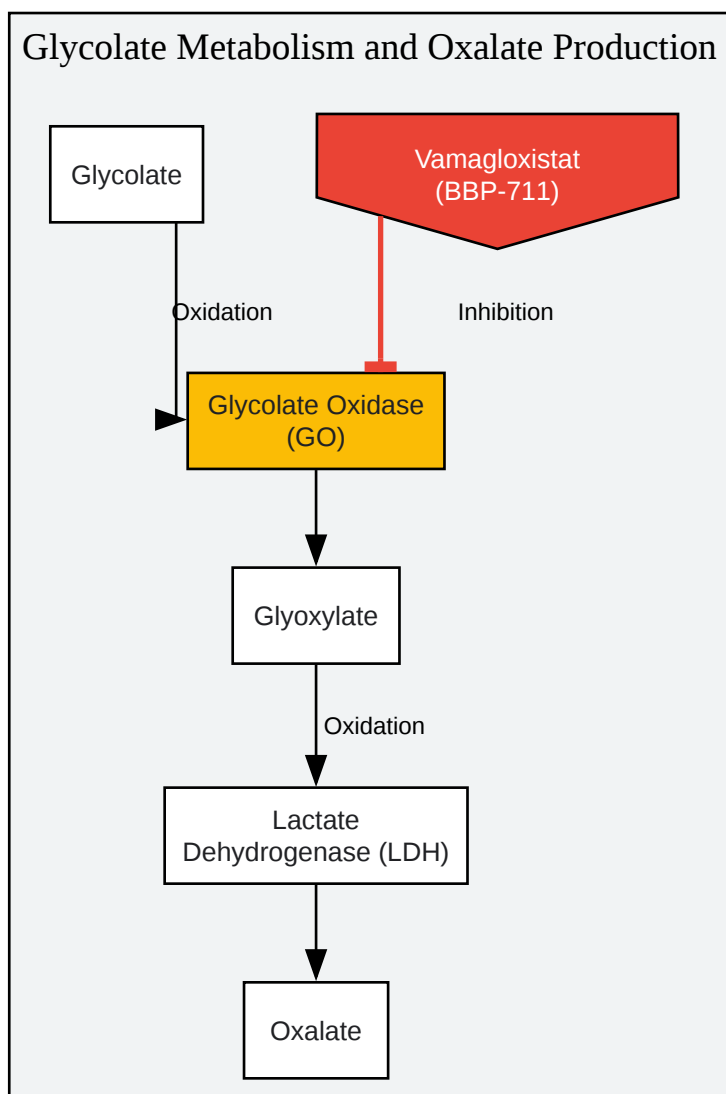 Glycolate Metabolism and Oxalate Production
Glycolate
Vamagloxistat
(BBP-711)
Oxidation
Inhibition
Glycolate Oxidase
(GO)
Glyoxylate
Oxidation
Lactate
Dehydrogenase (LDH)
Oxalate